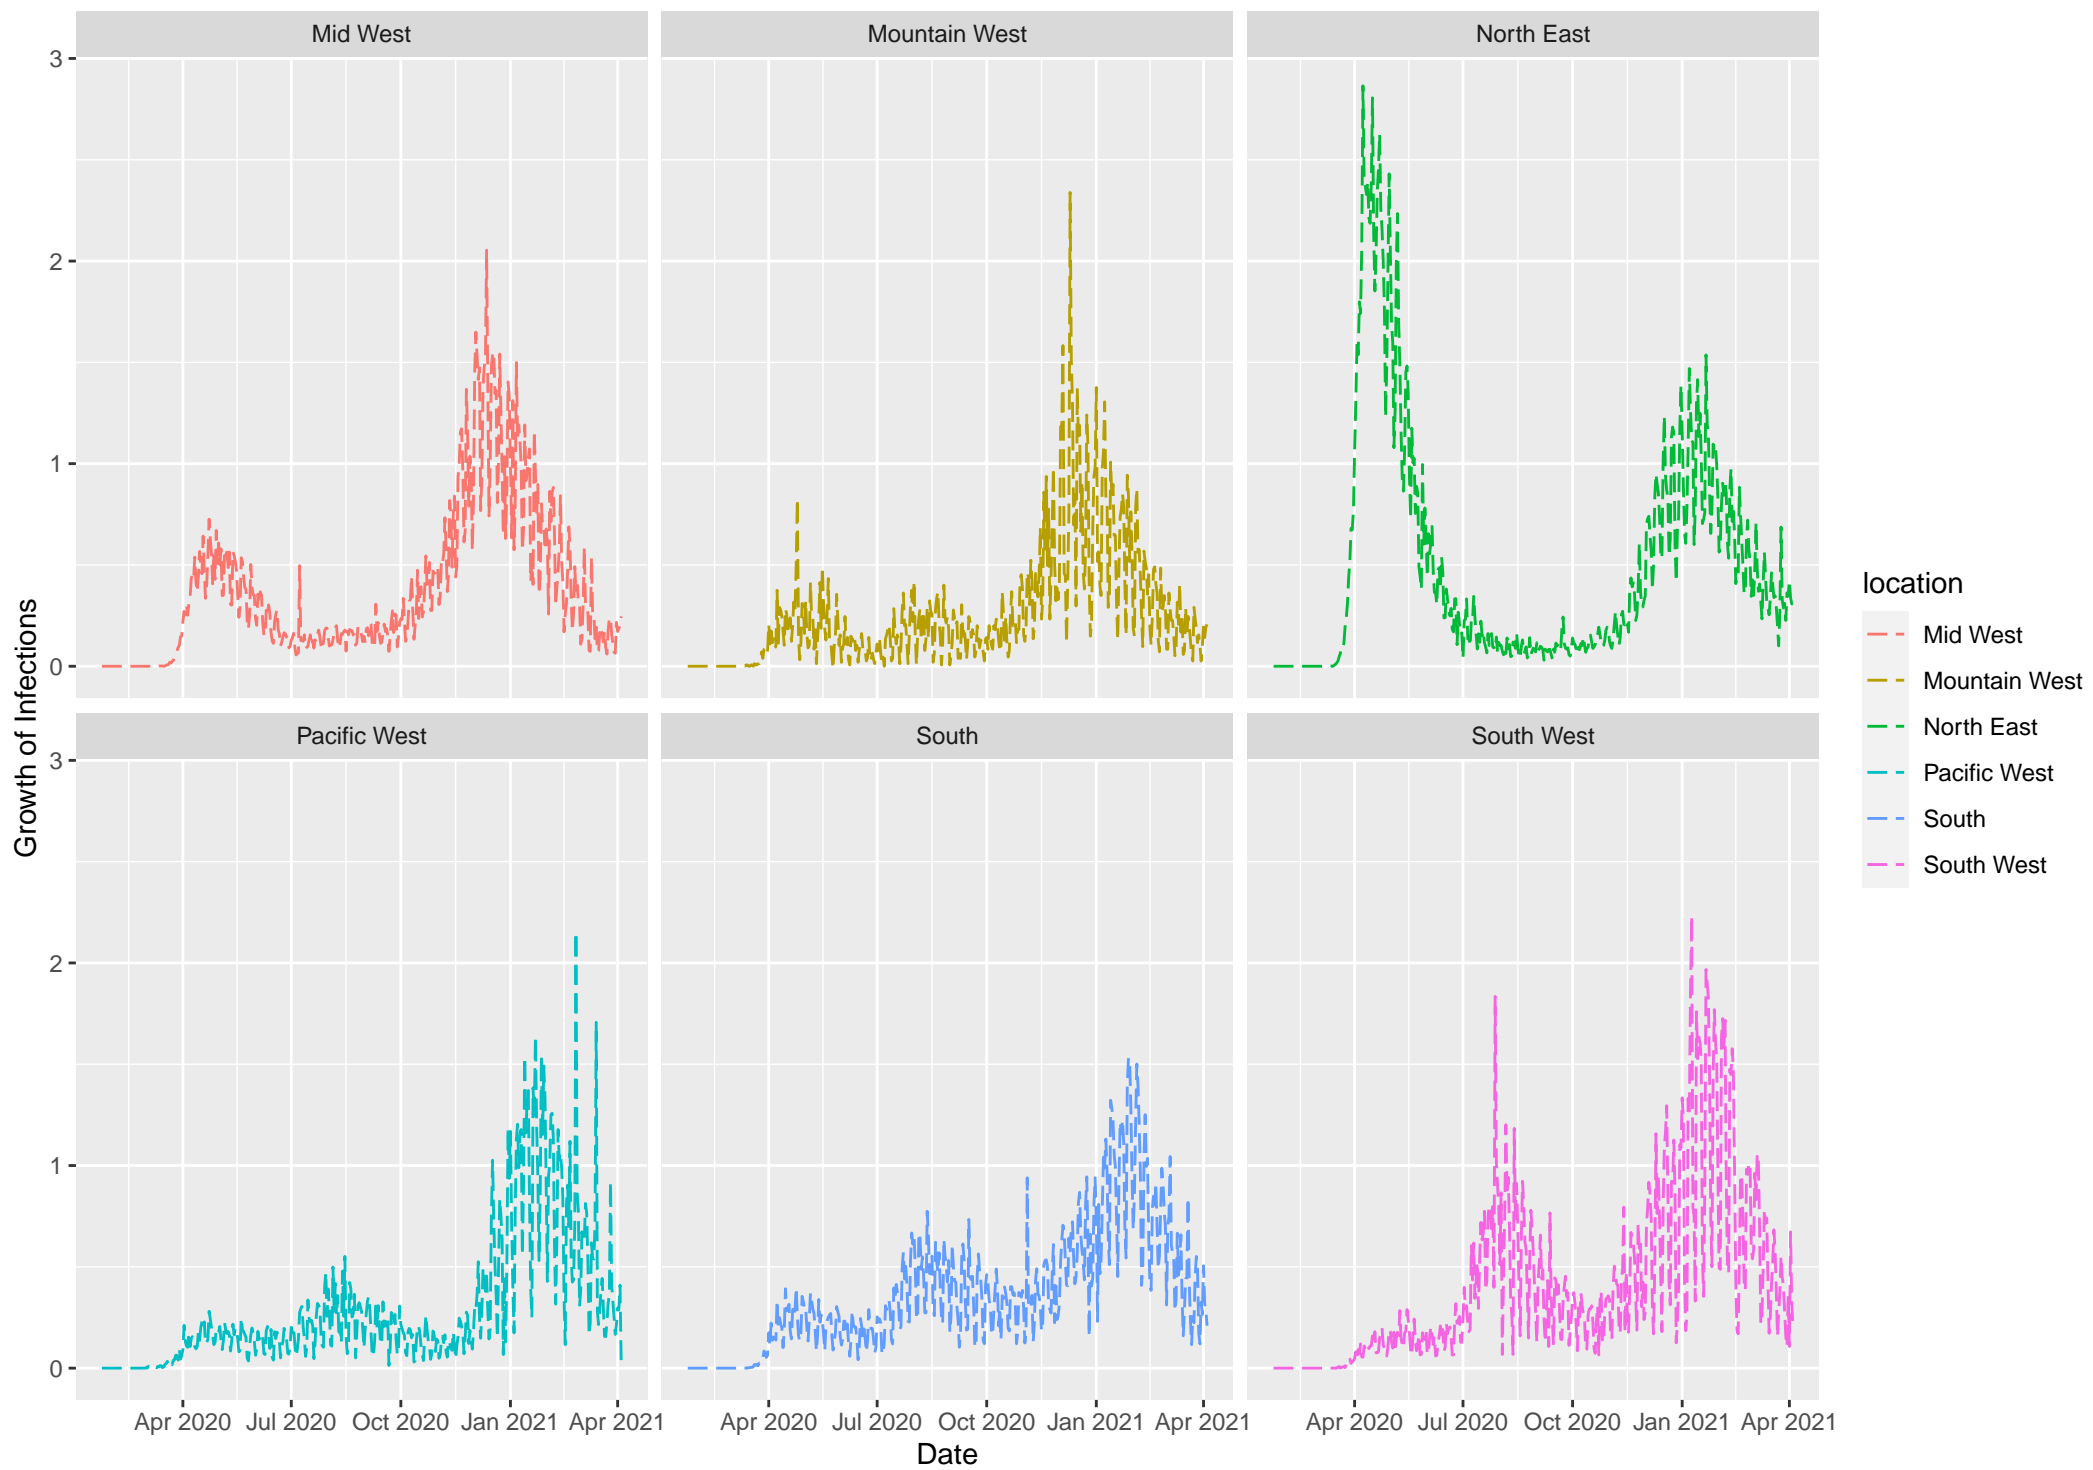 Mid West
Mountain West
North East
3
2
1
0
Growth of Infections
Pacific West
South
South West
3
2
1
0
Apr 2020 Jul 2020 Oct 2020 Jan 2021 Apr 2021
Apr 2020 Jul 2020 Oct 2020 Jan 2021 Apr 2021
Apr 2020 Jul 2020 Oct 2020 Jan 2021 Apr 2021
Date
location
Mid West
Mountain West
North East
Pacific West
South
South West